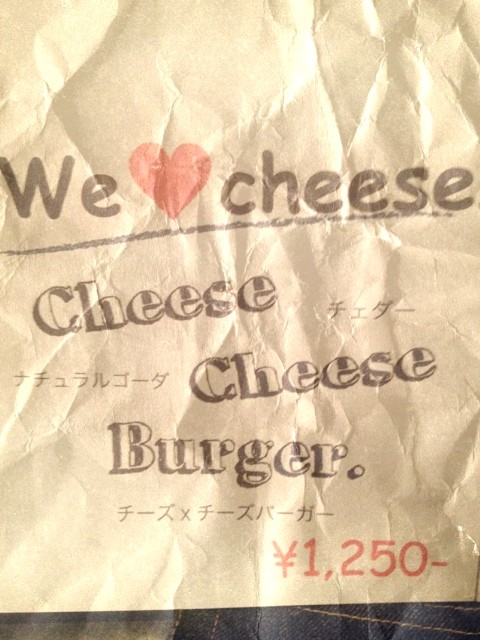 We ♥ cheese.
Cheese チェダー
ナチュラルゴーダ Cheese
Burger.
チーズxチーズバーガー
¥1,250-